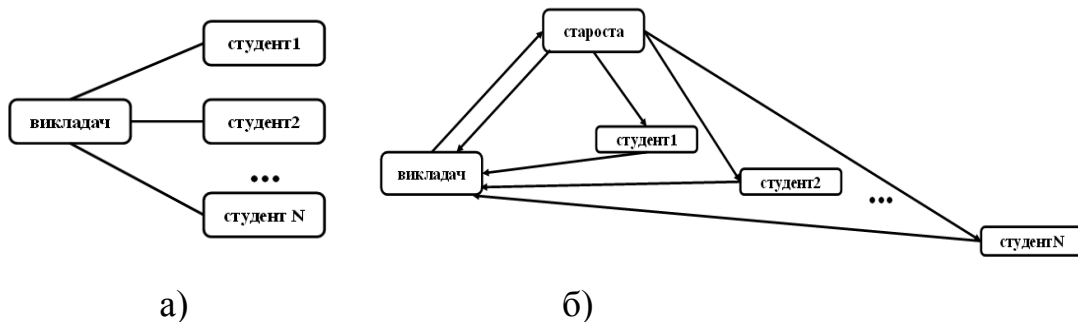 студент1
викладач
студент2
...
студент N
а)
староста
студент1
викладач
студент2
...
студентN
б)